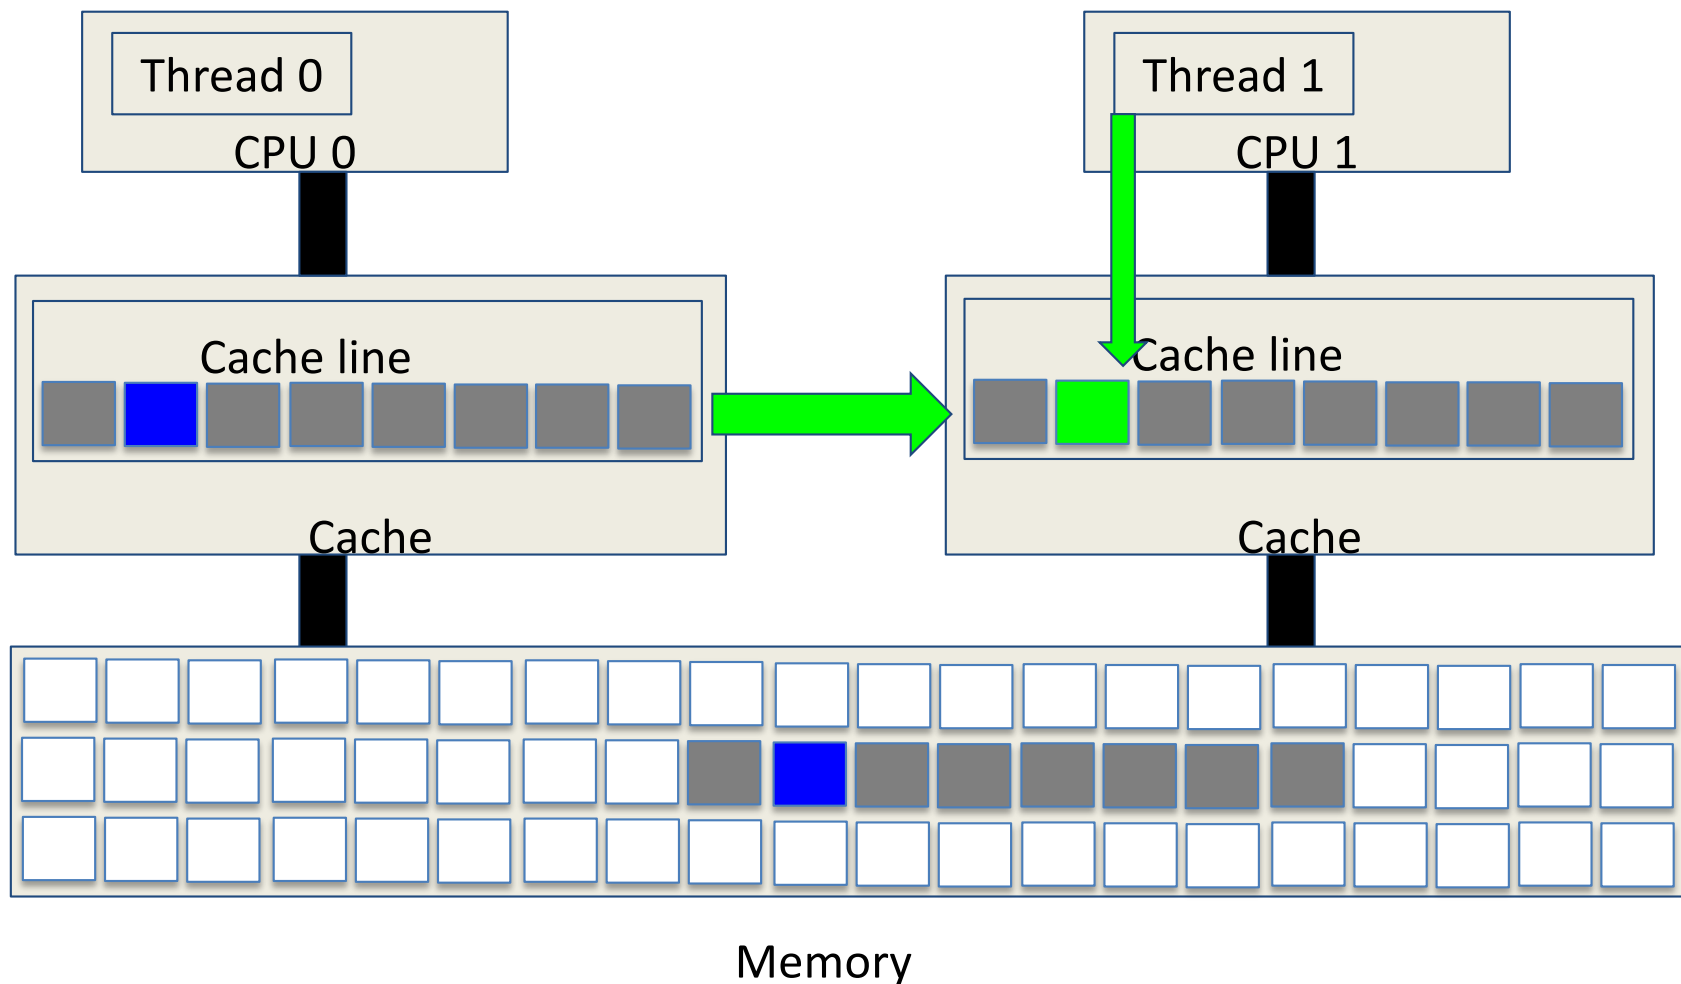 Thread 0
Thread 1
CPU 0
CPU 1
Cache line
Cache line
Cache
Cache
Memory